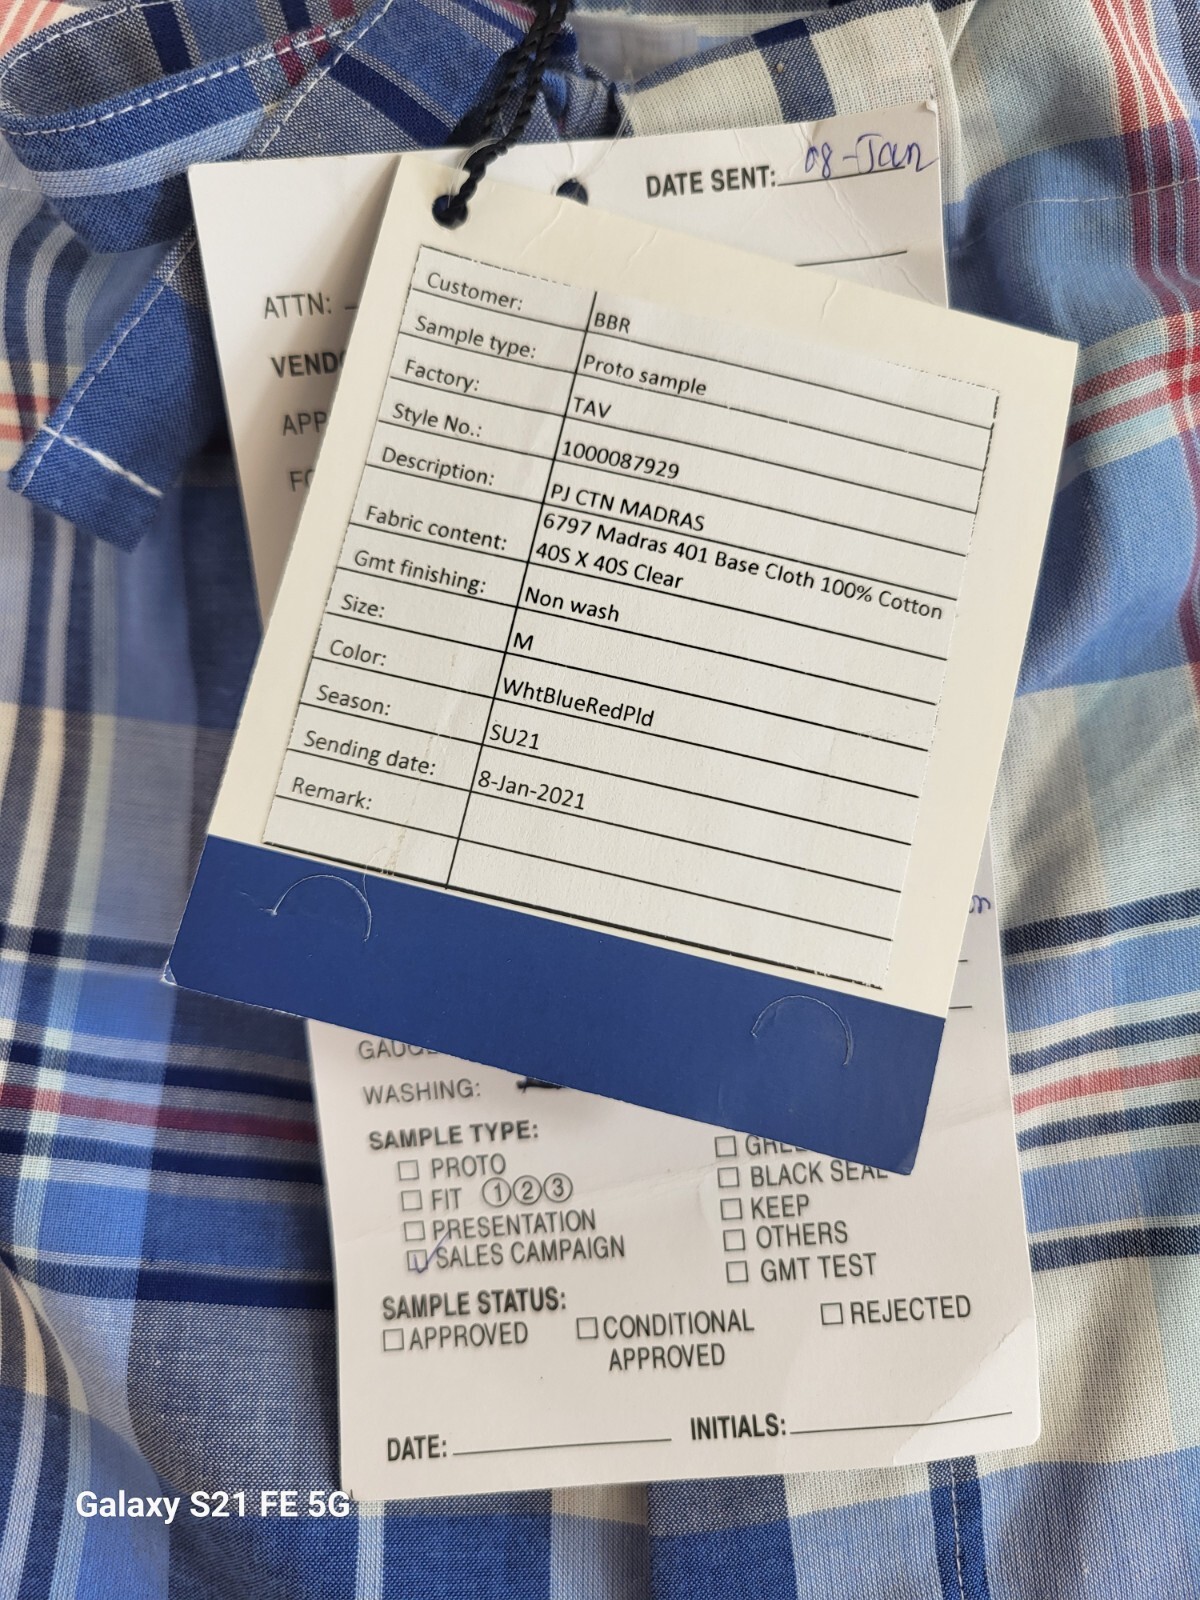 DATE SENT: 08-Jan
ATTN:
APP
Customer: BBR
Sample type: Proto sample
Factory: TAV
Style No.: 1000087929
Description: PJ CTN MADRAS
Fabric content: 6797 Madras 401 Base Cloth 100% Cotton
40S X 40S Clear
Gmt finishing: Non wash
Size: M
Color: WhtBlueRedPld
Season: SU21
Sending date: 8-Jan-2021
Remark:
WASHING:
SAMPLE TYPE:
PROTO
FIT ①②③
PRESENTATION
SALES CAMPAIGN
BLACK SEAL
KEEP
OTHERS
GMT TEST
SAMPLE STATUS:
APPROVED
CONDITIONAL
APPROVED
REJECTED
DATE:
INITIALS:
Galaxy S21 FE 5G